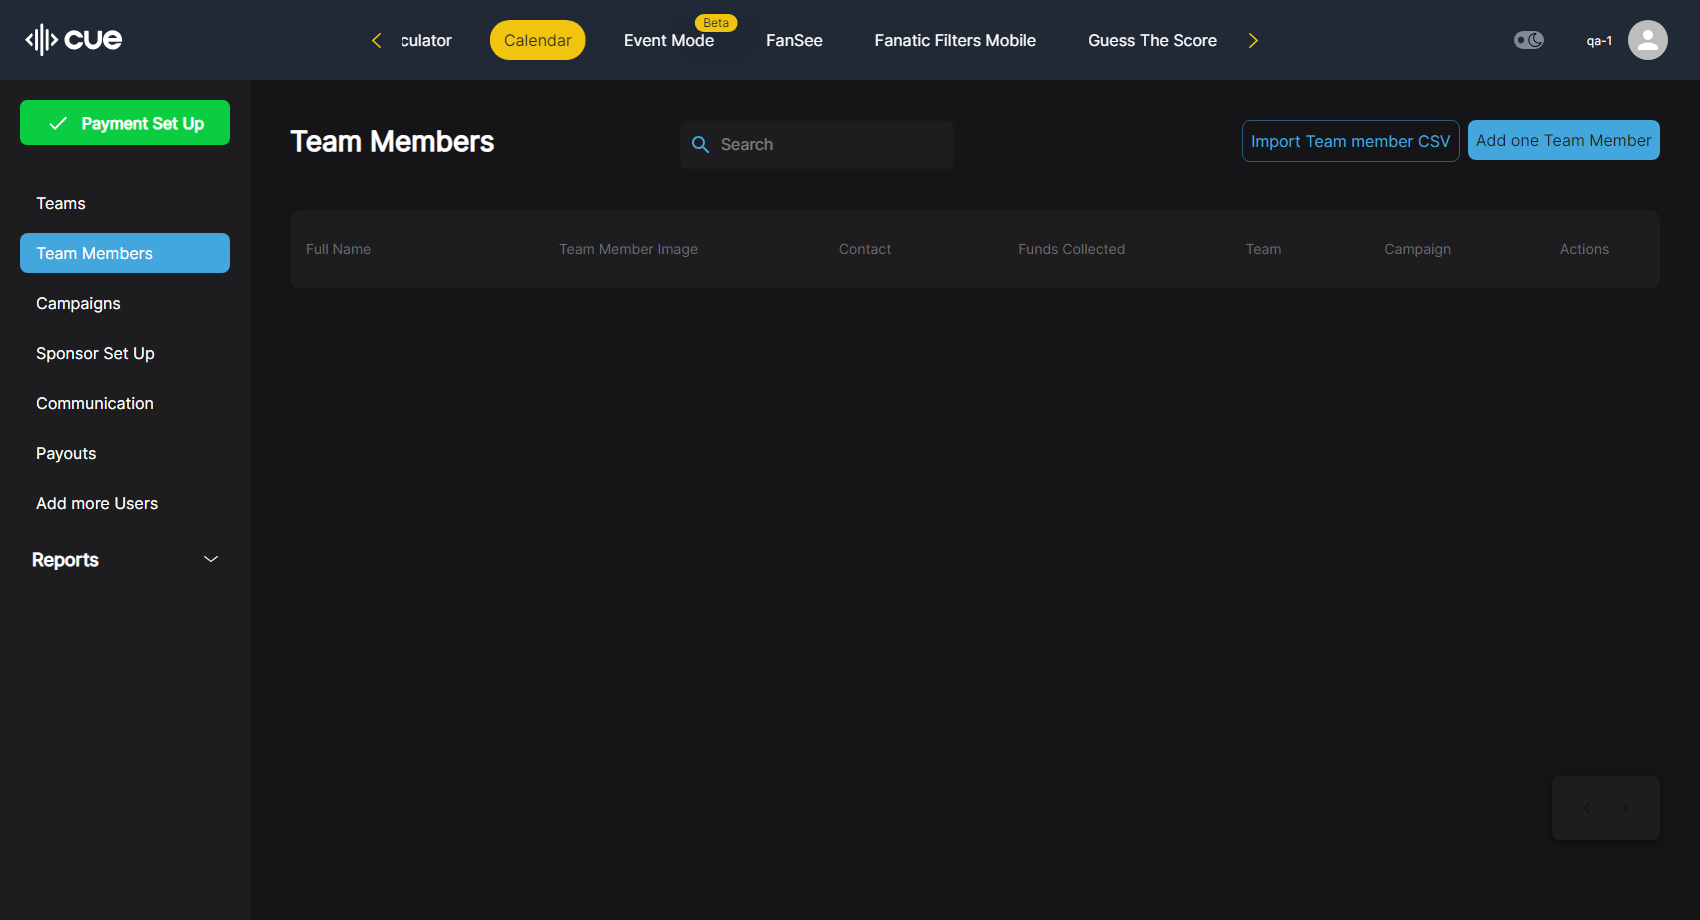 cue
culator
Calendar
Event Mode
Beta
FanSee
Fanatic Filters Mobile
Guess The Score
qa-1
Payment Set Up
Teams
Team Members
Campaigns
Sponsor Set Up
Communication
Payouts
Add more Users
Reports
Team Members
Search
Import Team member CSV
Add one Team Member
Full Name
Team Member Image
Contact
Funds Collected
Team
Campaign
Actions